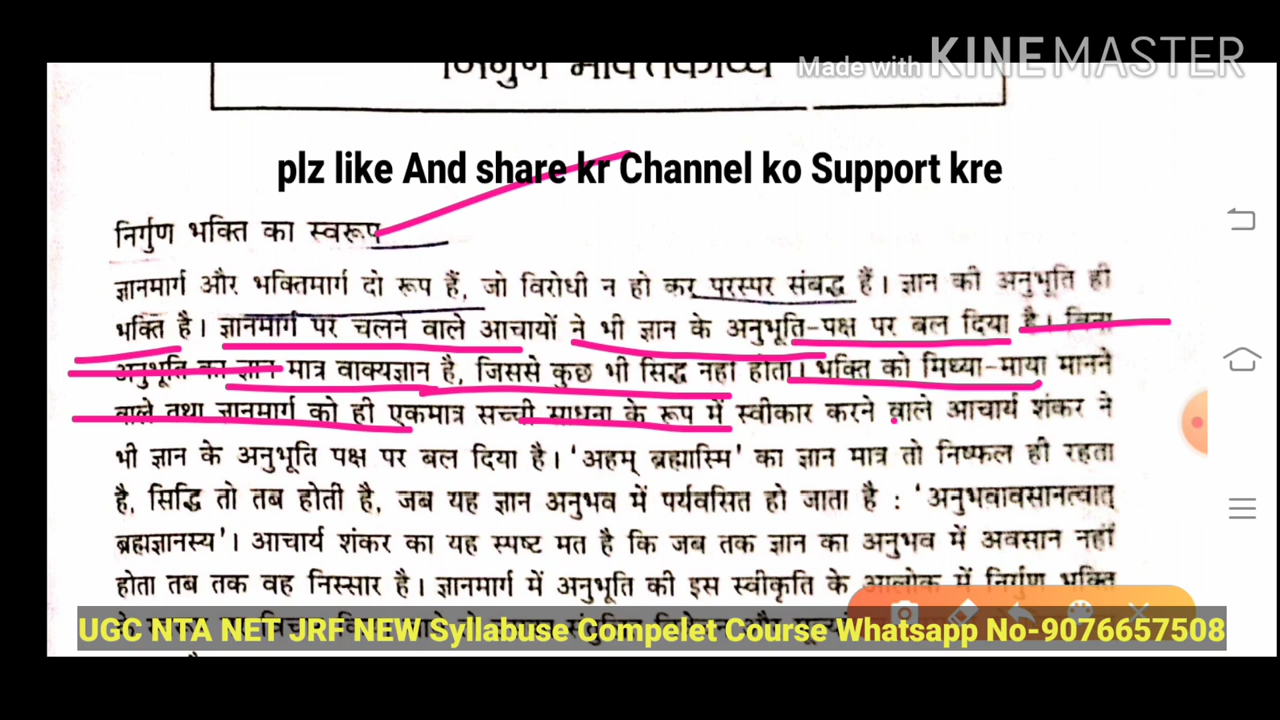 निर्गुण भक्तिकाव्य
Made with KINEMASTER
plz like And share kr Channel ko Support kre
निर्गुण भक्ति का स्वरूप
ज्ञानमार्ग और भक्तिमार्ग दो रूप हैं, जो विरोधी न हो कर परस्पर संबद्ध हैं। ज्ञान की अनुभूति ही
भक्ति है। ज्ञानमार्ग पर चलने वाले आचार्यों ने भी ज्ञान के अनुभूति-पक्ष पर बल दिया है। बिना
अनुभूति का ज्ञान मात्र वाक्यज्ञान है, जिससे कुछ भी सिद्ध नहीं होता। भक्ति को मिथ्या-माया मानने
वाले तथा ज्ञानमार्ग को ही एकमात्र सच्ची साधना के रूप में स्वीकार करने वाले आचार्य शंकर ने
भी ज्ञान के अनुभूति पक्ष पर बल दिया है। 'अहम् ब्रह्मास्मि' का ज्ञान मात्र तो निष्फल ही रहता
है, सिद्धि तो तब होती है, जब यह ज्ञान अनुभव में पर्यवसित हो जाता है : 'अनुभवावसानत्वात्
ब्रह्मज्ञानस्य'। आचार्य शंकर का यह स्पष्ट मत है कि जब तक ज्ञान का अनुभव में अवसान नहीं
होता तब तक वह निस्सार है। ज्ञानमार्ग में अनुभूति की इस स्वीकृति के आलोक में निर्गुण भक्ति
UGC NTA NET JRF NEW Syllabuse Compelet Course Whatsapp No-9076657508